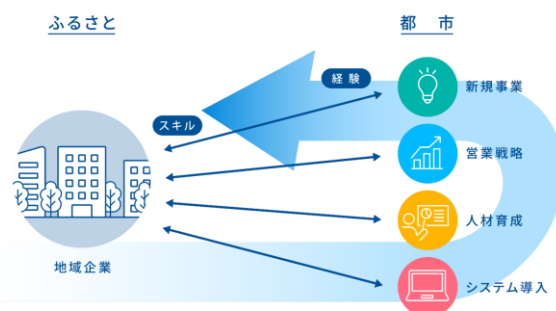 ふるさと
都 市
経験
新規事業
スキル
営業戦略
人材育成
地域企業
システム導入